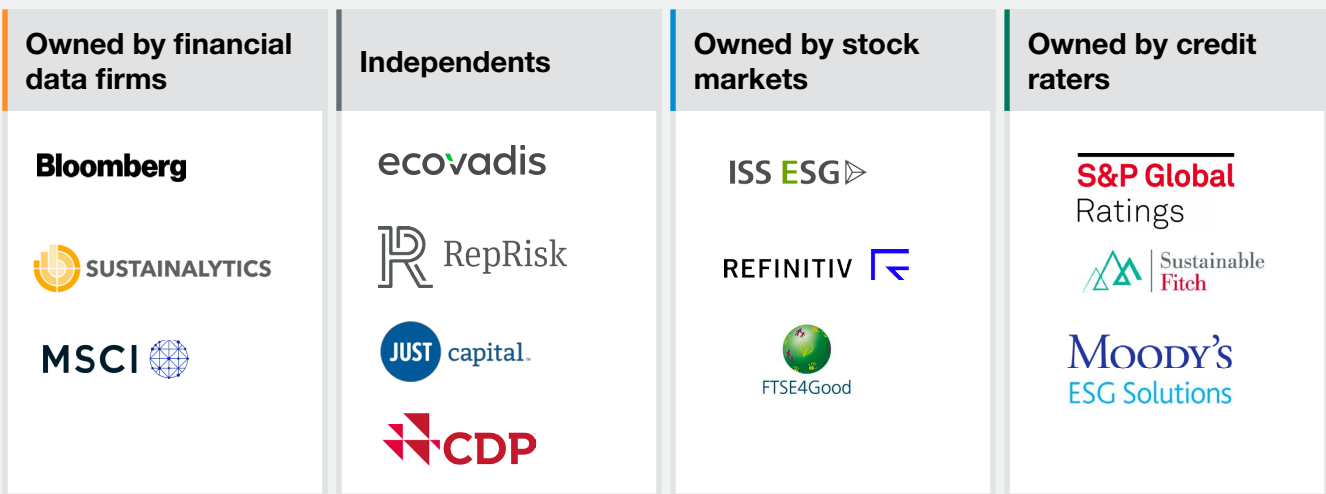 Owned by financial
data firms
Bloomberg
SUSTAINALYTICS
MSCI
Independents
ecovadis
RepRisk
JUST capital
CDP
Owned by stock
markets
ISS ESG
REFINITIV
FTSE4Good
Owned by credit
raters
S&P Global
Ratings
Sustainable
Fitch
MOODY'S
ESG Solutions